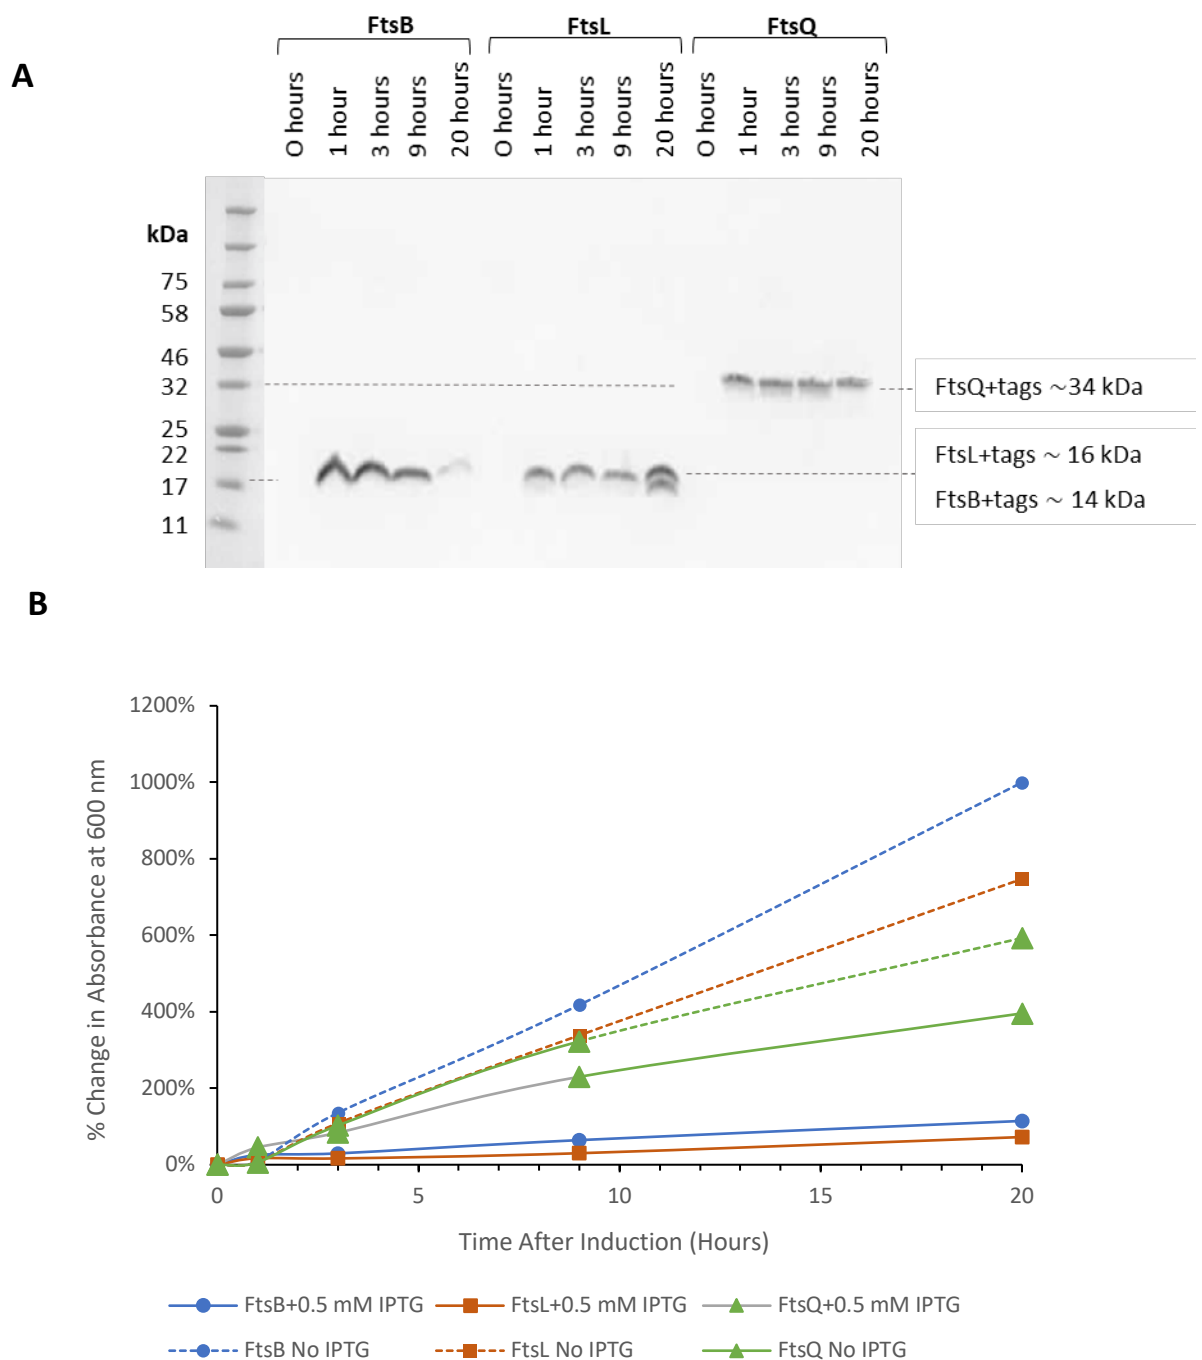 FtsB FtsL FtsQ
A
O hours
1 hour
3 hours
9 hours
20 hours
O hours
1 hour
3 hours
9 hours
20 hours
O hours
1 hour
3 hours
9 hours
20 hours
kDa
75
58
46
32
25
22
17
11
FtsQ+tags ~34 kDa
FtsL+tags ~ 16 kDa
FtsB+tags ~ 14 kDa
B
% Change in Absorbance at 600 nm
1200%
1000%
800%
600%
400%
200%
0%
0 5 10 15 20
Time After Induction (Hours)
FtsB+0.5 mM IPTG FtsL+0.5 mM IPTG FtsQ+0.5 mM IPTG
FtsB No IPTG FtsL No IPTG FtsQ No IPTG